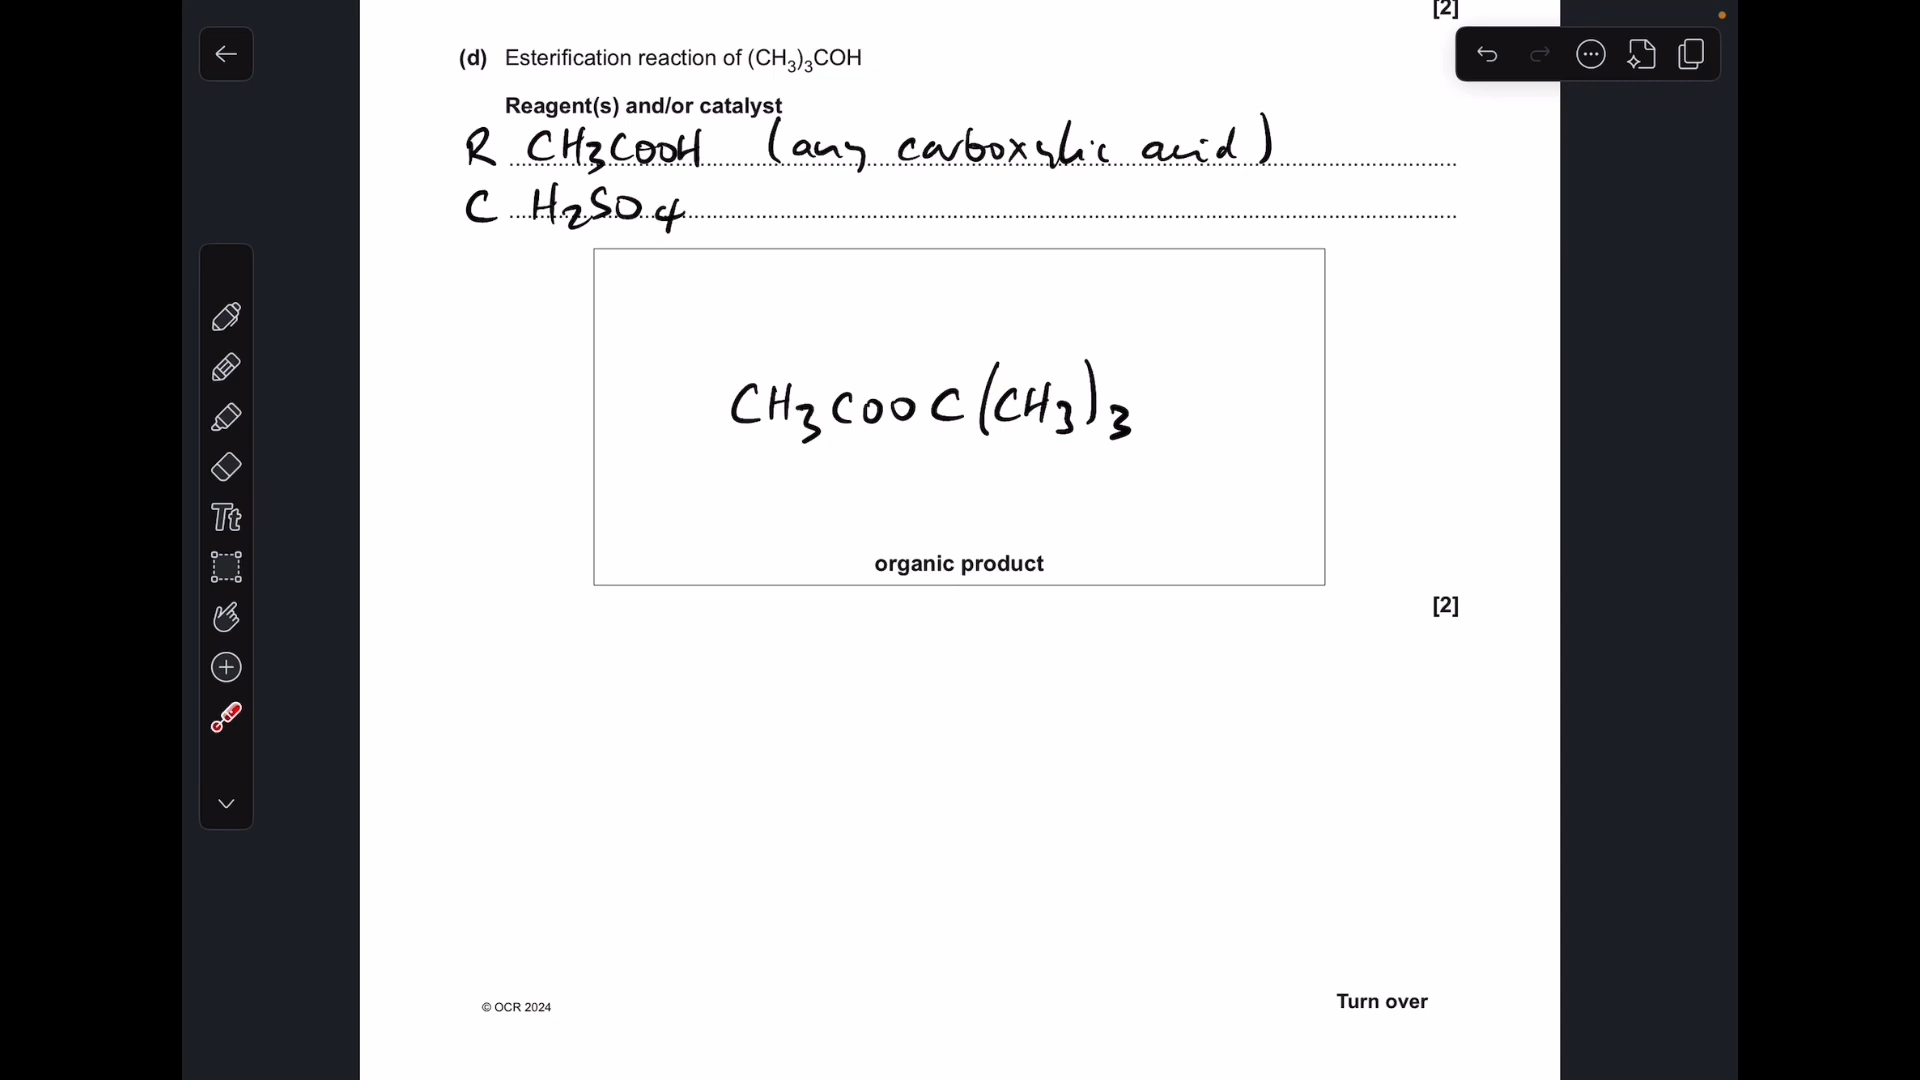 [2]
(d) Esterification reaction of (CH₃)₃COH
Reagent(s) and/or catalyst
R CH₃COOH (any carboxylic acid)
C H₂SO₄
CH₃COOC(CH₃)₃
organic product
[2]
Tt
© OCR 2024
Turn over